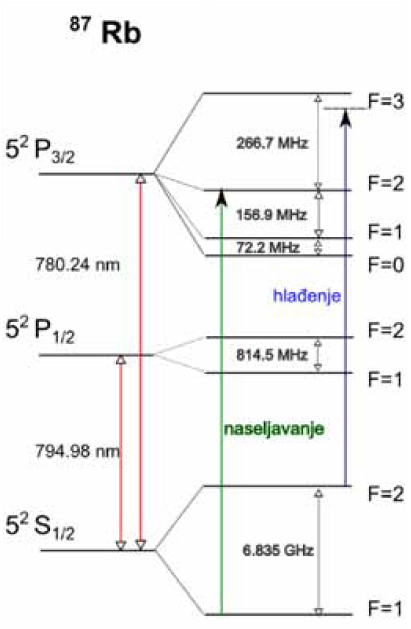 ⁸⁷ Rb
F=3
266.7 MHz
5² P₃/₂
F=2
156.9 MHz
F=1
72.2 MHz
F=0
780.24 nm
hlađenje
5² P₁/₂
F=2
814.5 MHz
F=1
naseljavanje
794.98 nm
F=2
5² S₁/₂
6.835 GHz
F=1